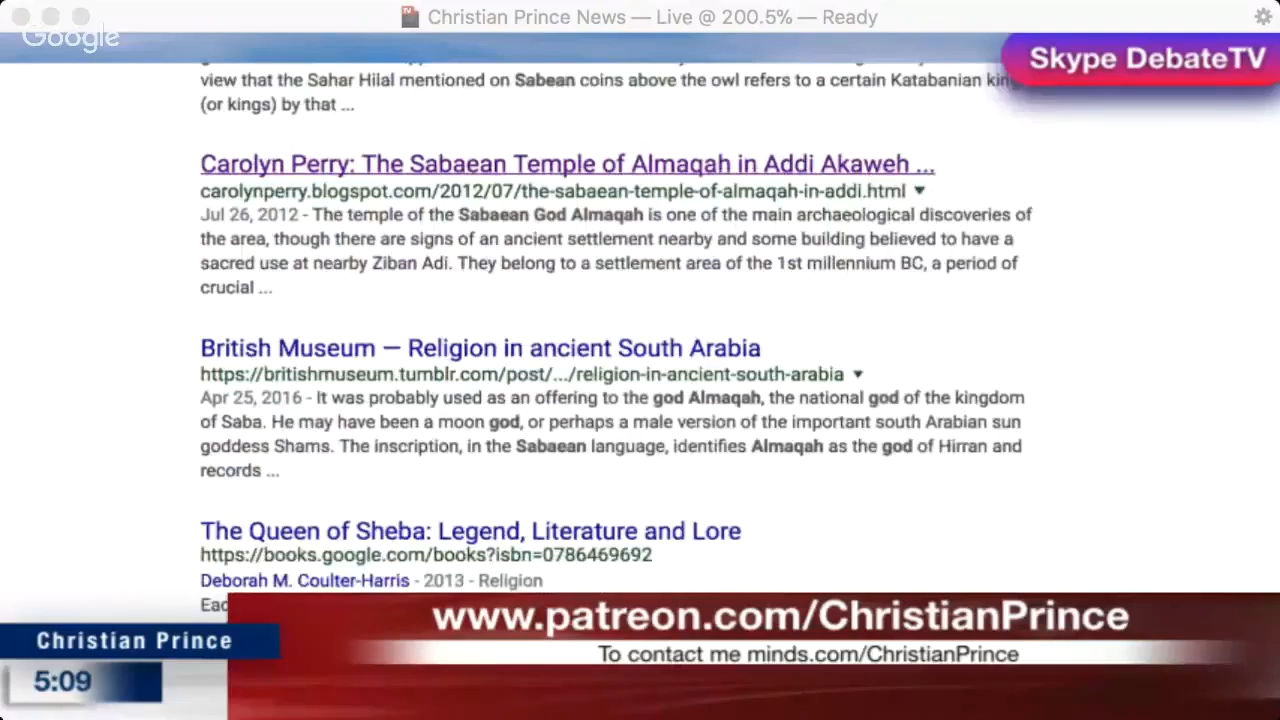 Christian Prince News — Live @ 200.5% — Ready
Google
Skype DebateTV
view that the Sahar Hilal mentioned on Sabean coins above the owl refers to a certain Katabanian king
(or kings) by that ...
Carolyn Perry: The Sabaean Temple of Almaqah in Addi Akaweh ...
carolynperry.blogspot.com/2012/07/the-sabaean-temple-of-almaqah-in-addi.html
Jul 26, 2012 - The temple of the Sabaean God Almaqah is one of the main archaeological discoveries of
the area, though there are signs of an ancient settlement nearby and some building believed to have a
sacred use at nearby Ziban Adi. They belong to a settlement area of the 1st millennium BC, a period of
crucial ...
British Museum — Religion in ancient South Arabia
https://britishmuseum.tumblr.com/post/.../religion-in-ancient-south-arabia
Apr 25, 2016 - It was probably used as an offering to the god Almaqah, the national god of the kingdom
of Saba. He may have been a moon god, or perhaps a male version of the important south Arabian sun
goddess Shams. The inscription, in the Sabaean language, identifies Almaqah as the god of Hirran and
records ...
The Queen of Sheba: Legend, Literature and Lore
https://books.google.com/books?isbn=0786469692
Deborah M. Coulter-Harris - 2013 - Religion
www.patreon.com/ChristianPrince
Christian Prince
To contact me minds.com/ChristianPrince
5:09